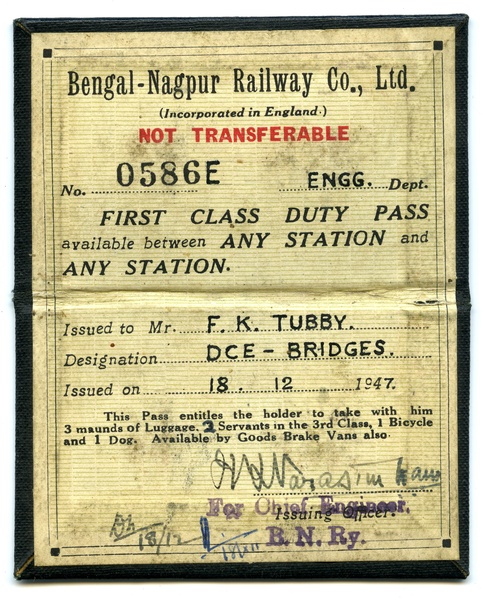 Bengal-Nagpur Railway Co., Ltd.
(Incorporated in England.)
NOT TRANSFERABLE
No. 0586E ENGG. Dept.
FIRST CLASS DUTY PASS
available between ANY STATION and
ANY STATION.
Issued to Mr. F. K. TUBBY.
Designation DCE - BRIDGES.
Issued on 18. 12 1947.
This Pass entitles the holder to take with him
3 maunds of Luggage. 2 Servants in the 3rd Class, 1 Bicycle
and 1 Dog. Available by Goods Brake Vans also.
For Chief Engineer.
Issuing Officer.
18/12
B. N. Ry.